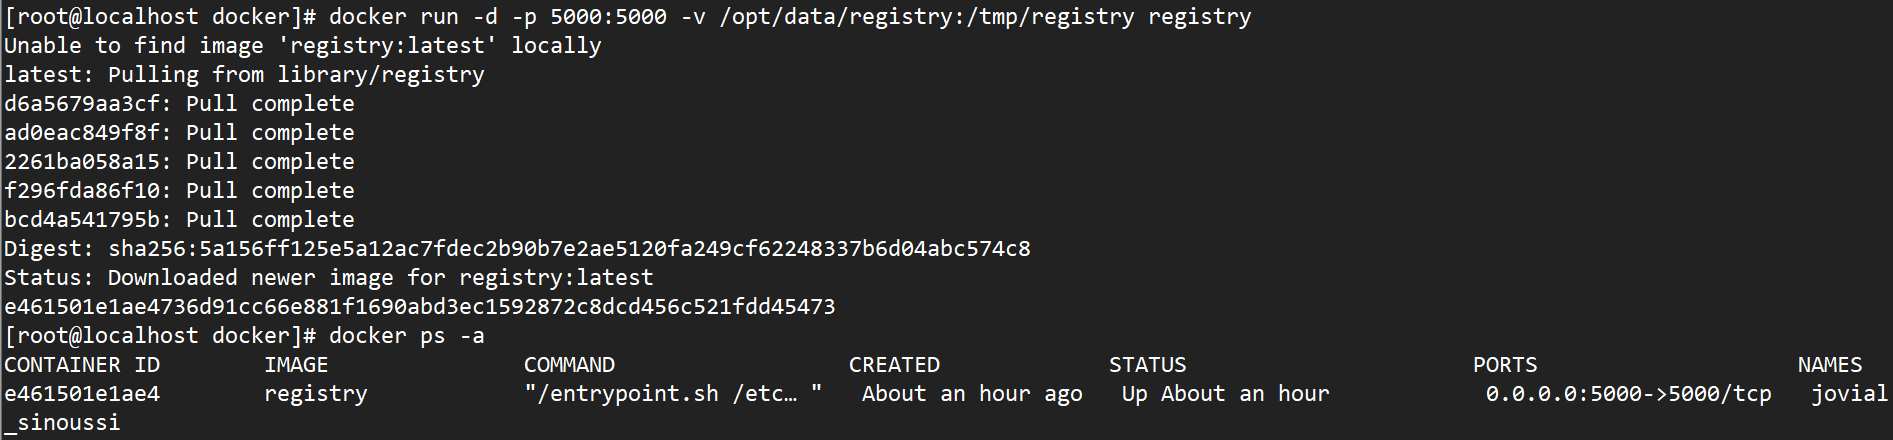 [root@localhost docker]# docker run -d -p 5000:5000 -v /opt/data/registry:/tmp/registry registry
Unable to find image 'registry:latest' locally
latest: Pulling from library/registry
d6a5679aa3cf: Pull complete
ad0eac849f8f: Pull complete
2261ba058a15: Pull complete
f296fda86f10: Pull complete
bcd4a541795b: Pull complete
Digest: sha256:5a156ff125e5a12ac7fdec2b90b7e2ae5120fa249cf62248337b6d04abc574c8
Status: Downloaded newer image for registry:latest
e461501e1ae4736d91cc66e881f1690abd3ec1592872c8dcd456c521fdd45473
[root@localhost docker]# docker ps -a
CONTAINER ID        IMAGE               COMMAND                  CREATED             STATUS                      PORTS                    NAMES
e461501e1ae4        registry            "/entrypoint.sh /etc… "   About an hour ago   Up About an hour            0.0.0.0:5000->5000/tcp   jovial
_sinoussi